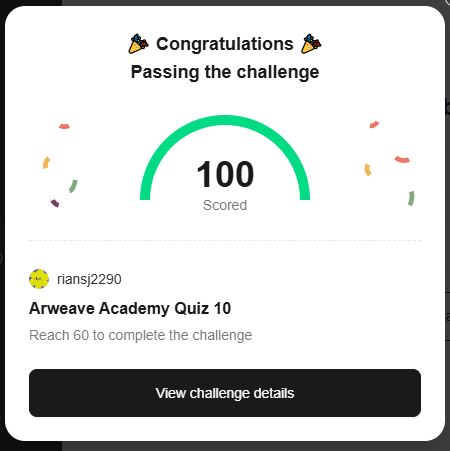 🎉 Congratulations 🎉
Passing the challenge
100
Scored
riansj2290
Arweave Academy Quiz 10
Reach 60 to complete the challenge
View challenge details